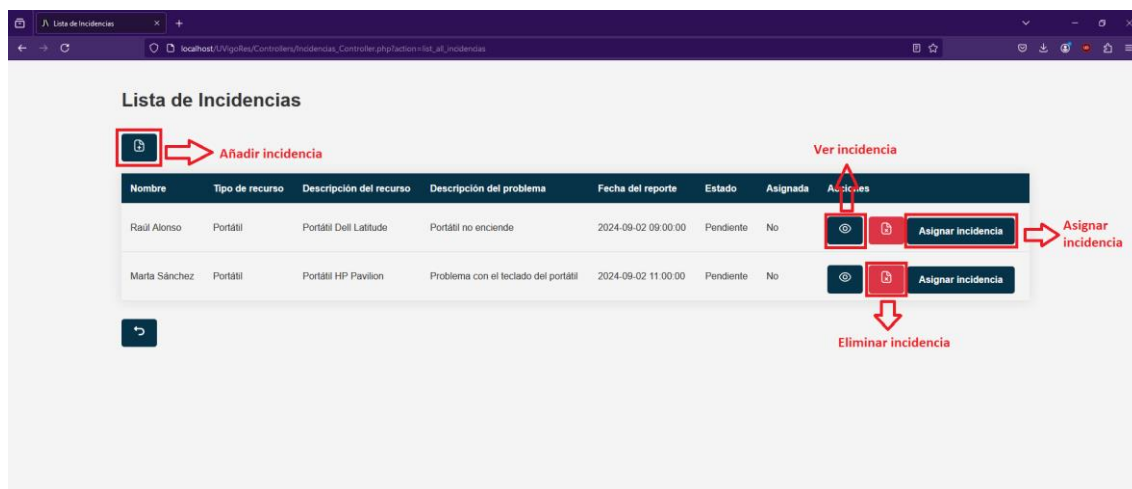 Lista de Incidencias
localhost/UVigoRes/Controllers/Incidencias_Controller.php?action=list_all_incidencias
Lista de Incidencias
Añadir incidencia
Ver incidencia
Nombre Tipo de recurso Descripción del recurso Descripción del problema Fecha del reporte Estado Asignada Acciones
Raúl Alonso Portátil Portátil Dell Latitude Portátil no enciende 2024-09-02 09:00:00 Pendiente No Asignar incidencia
Asignar
incidencia
Marta Sánchez Portátil Portátil HP Pavilion Problema con el teclado del portátil 2024-09-02 11:00:00 Pendiente No Asignar incidencia
Eliminar incidencia